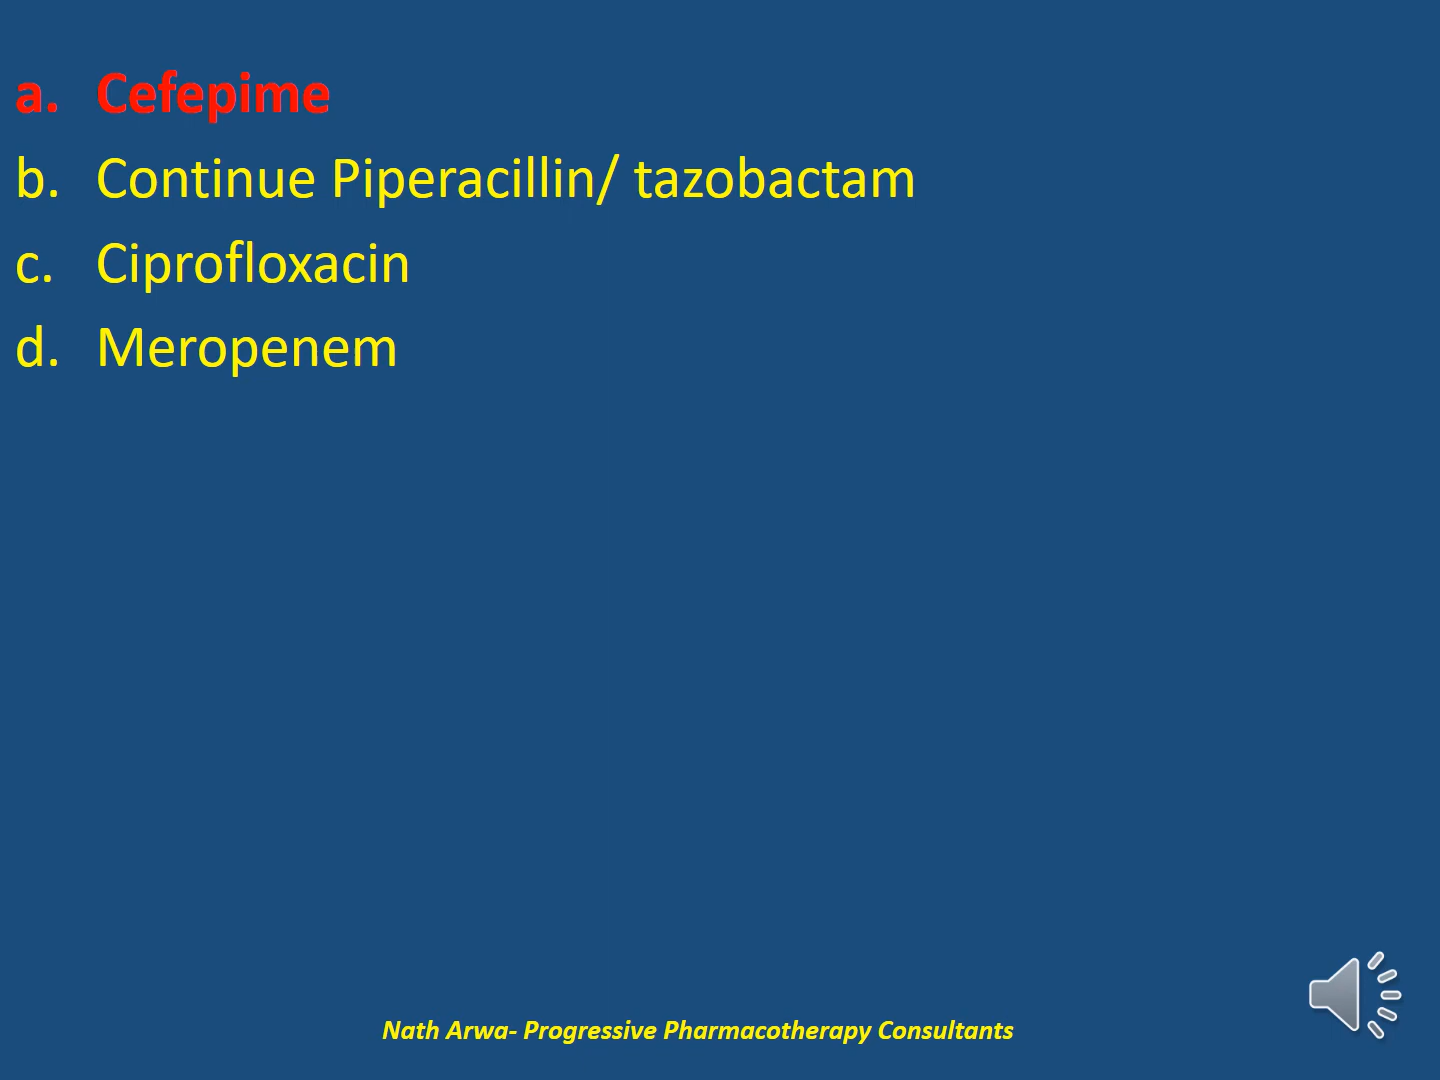 a. Cefepime
b. Continue Piperacillin/ tazobactam
c. Ciprofloxacin
d. Meropenem
Nath Arwa- Progressive Pharmacotherapy Consultants